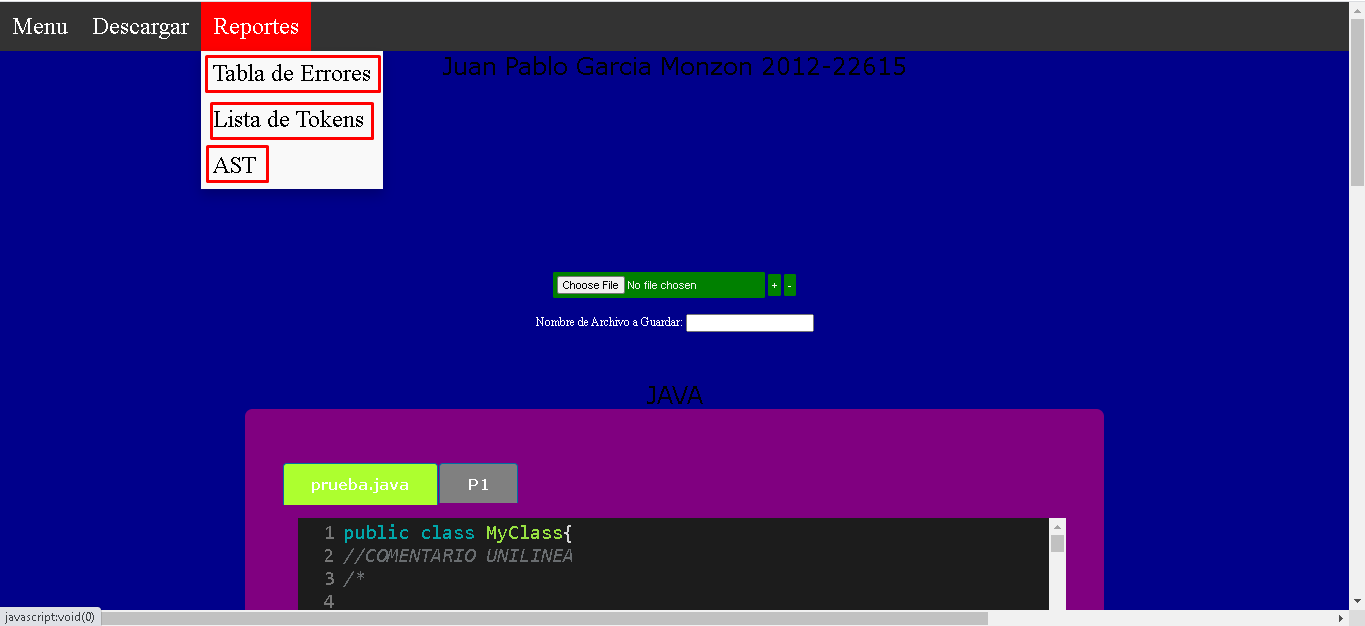 Menu Descargar Reportes
Tabla de Errores
Juan Pablo Garcia Monzon 2012-22615
Lista de Tokens
AST
Choose File No file chosen + -
Nombre de Archivo a Guardar:
JAVA
prueba.java P1
1 public class MyClass{
2 //COMENTARIO UNILINEA
3 /*
4
javascript:void(0)